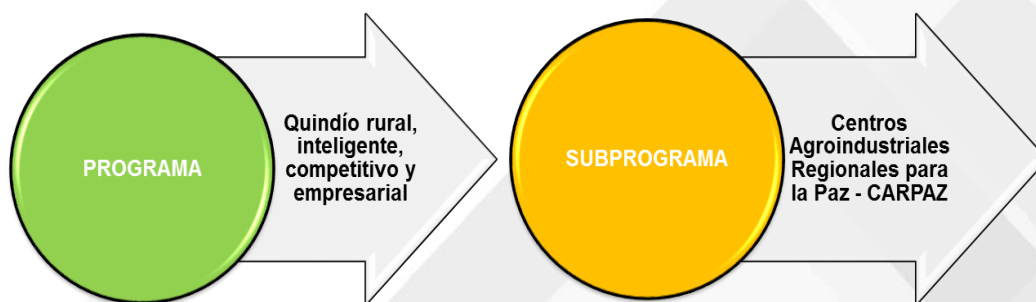 PROGRAMA
Quindío rural,
inteligente,
competitivo y
empresarial
SUBPROGRAMA
Centros
Agroindustriales
Regionales para
la Paz - CARPAZ